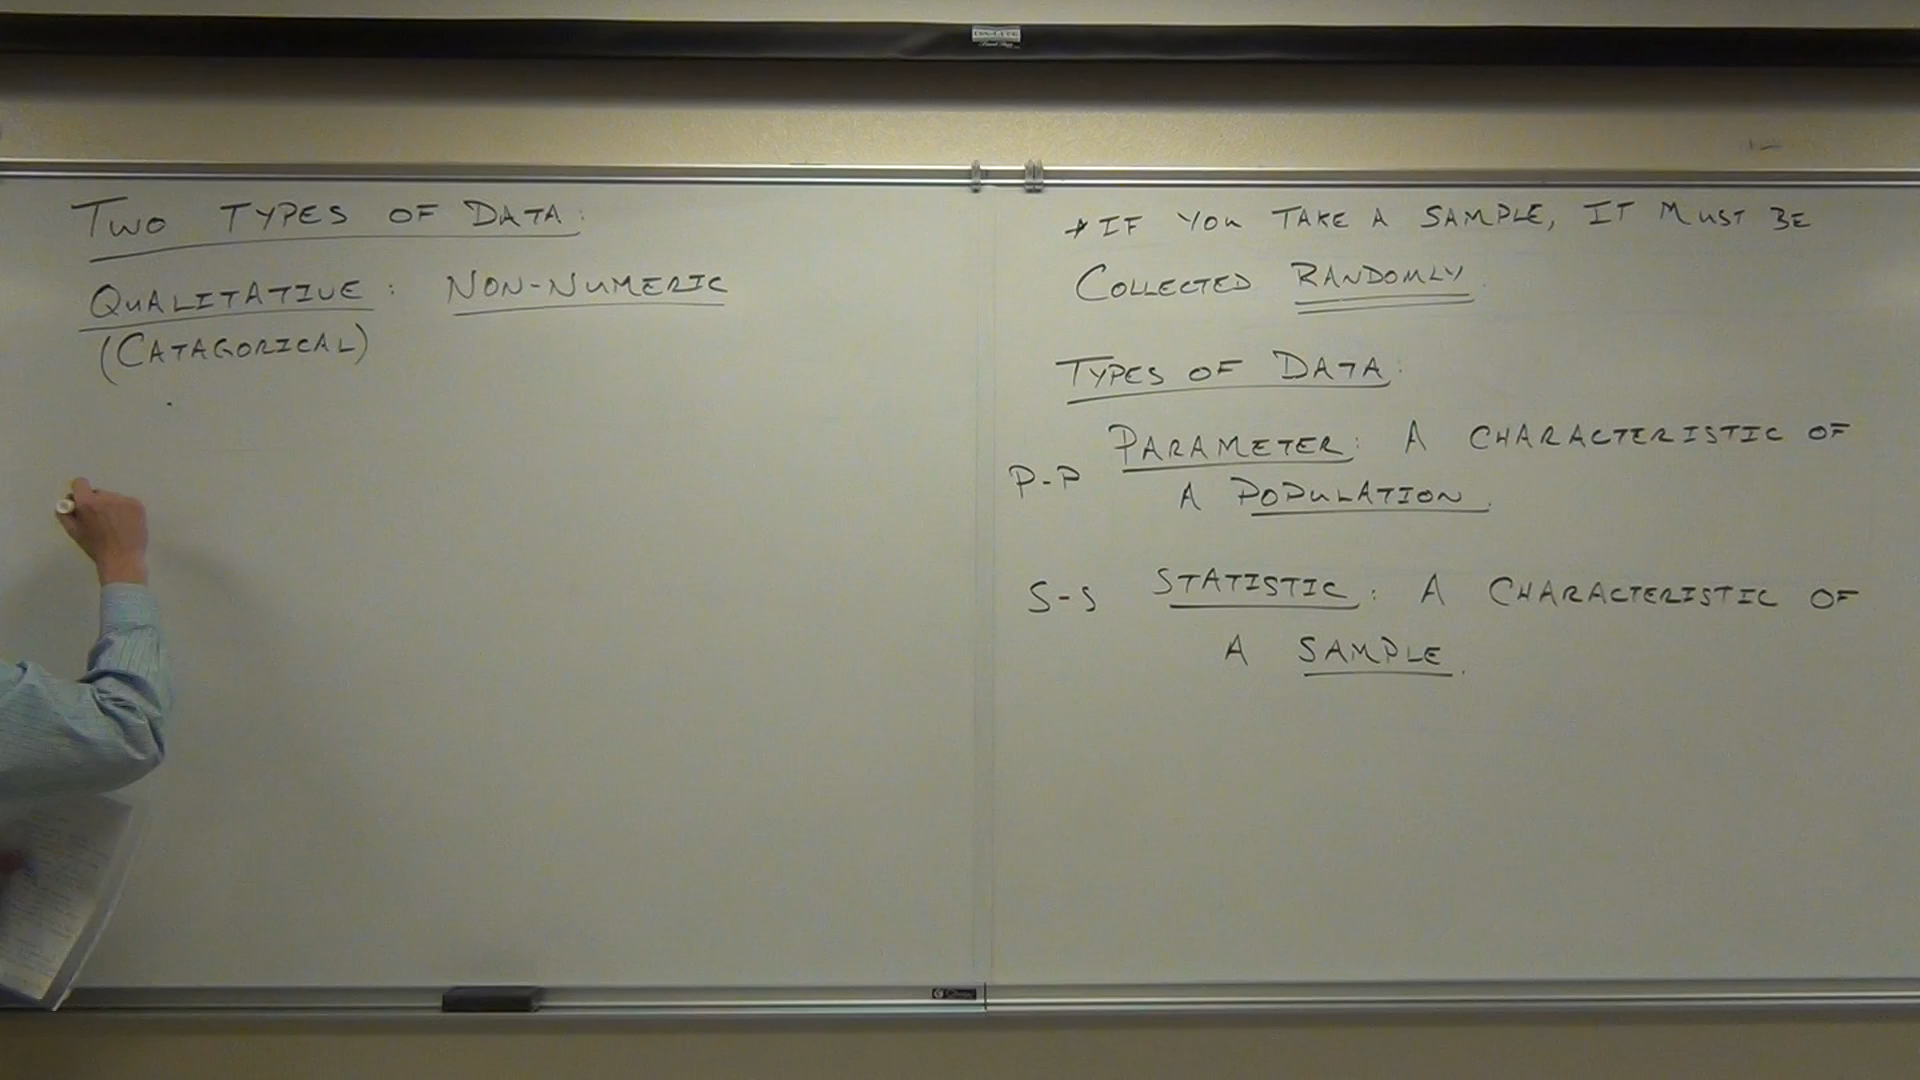 TWO TYPES OF DATA:
QUALITATIVE: NON-NUMERIC
(CATAGORICAL)
* IF YOU TAKE A SAMPLE, IT MUST BE
COLLECTED RANDOMLY.
TYPES OF DATA:
PARAMETER: A CHARACTERISTIC OF
P-P
A POPULATION.
S-S STATISTIC: A CHARACTERISTIC OF
A SAMPLE.